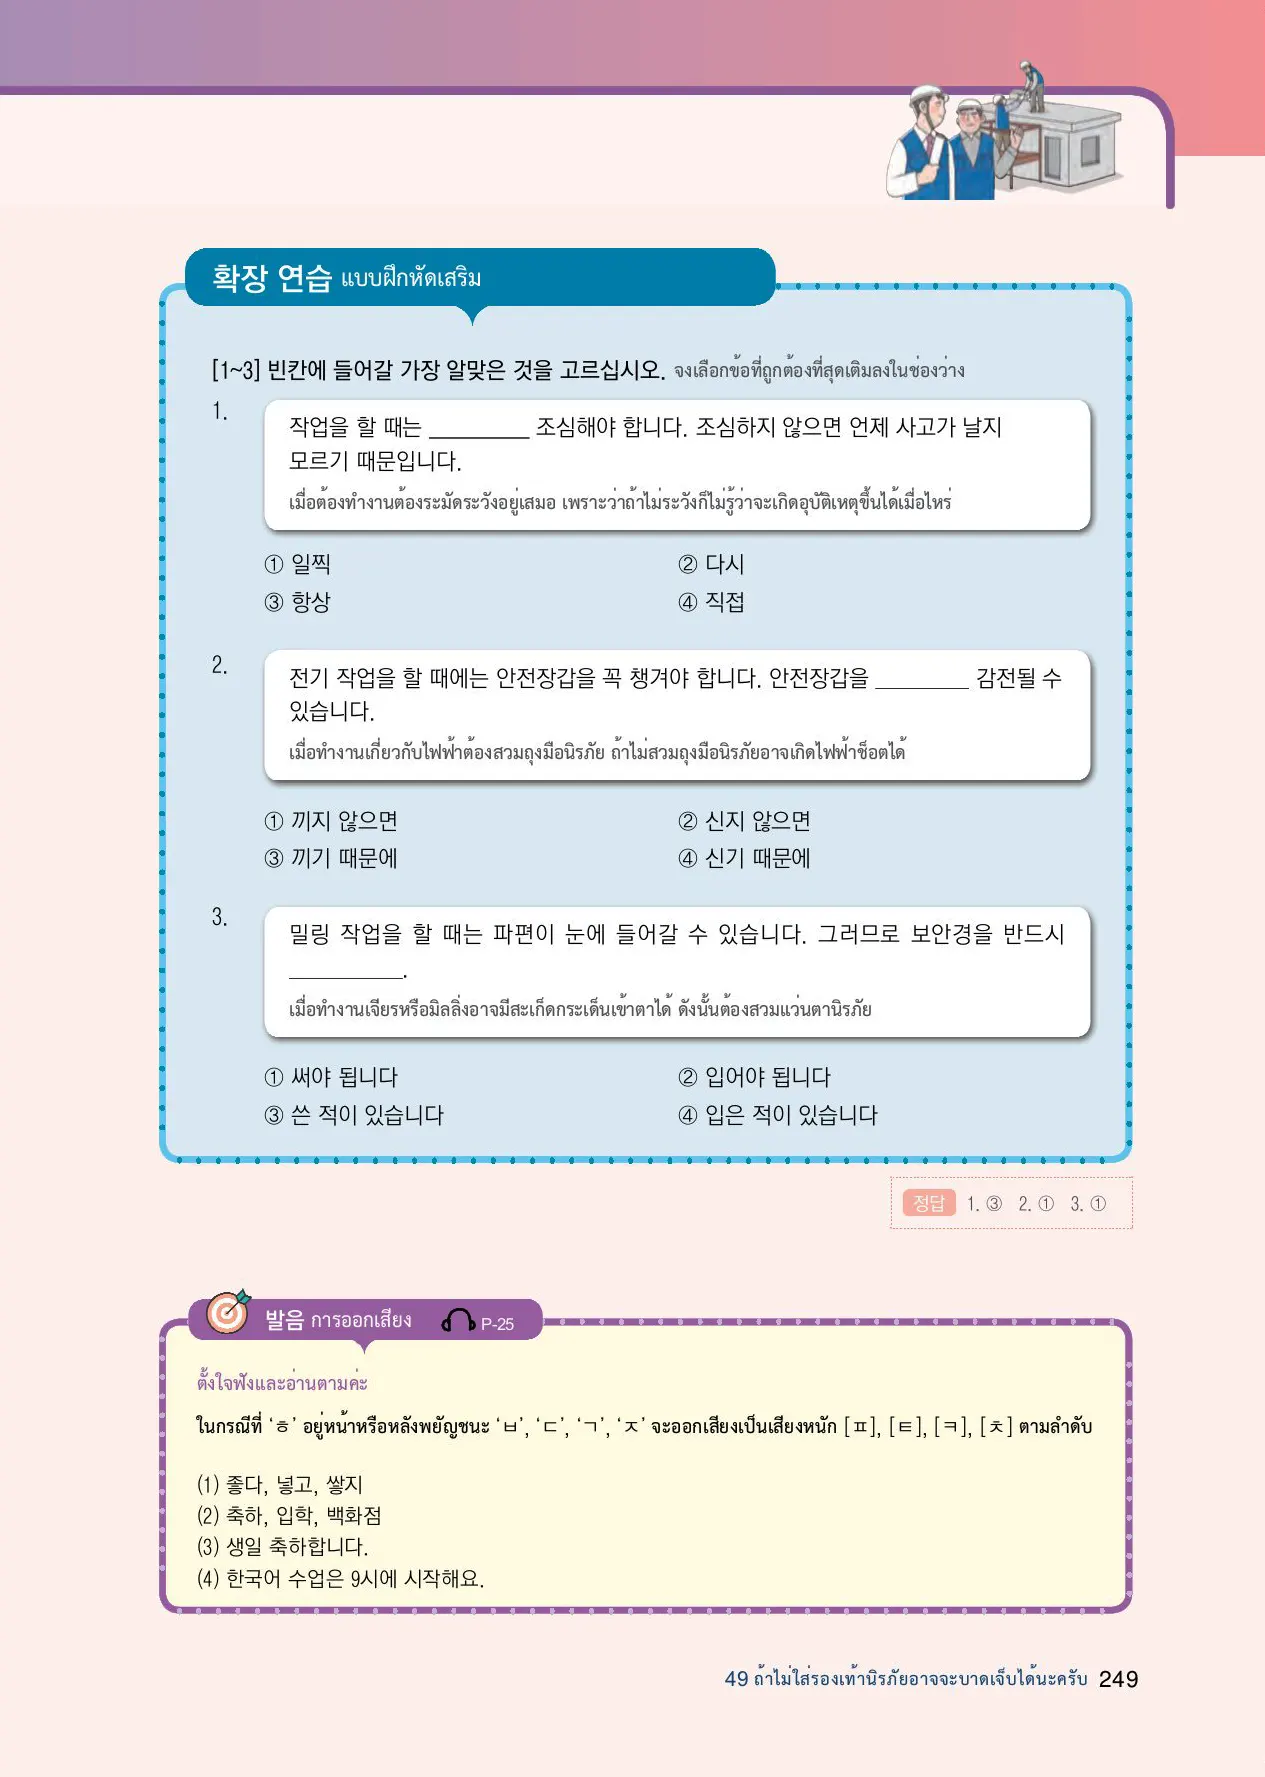 확장 연습 แบบฝึกหัดเสริม
[1~3] 빈칸에 들어갈 가장 알맞은 것을 고르십시오. จงเลือกข้อที่ถูกต้องที่สุดเติมลงในช่องว่าง
1.
작업을 할 때는 _________ 조심해야 합니다. 조심하지 않으면 언제 사고가 날지
모르기 때문입니다.
เมื่อต้องทำงานต้องระมัดระวังอยู่เสมอ เพราะว่าถ้าไม่ระวังก็ไม่รู้ว่าจะเกิดอุบัติเหตุขึ้นได้เมื่อไหร่
① 일찍 ② 다시
③ 항상 ④ 직접
2.
전기 작업을 할 때에는 안전장갑을 꼭 챙겨야 합니다. 안전장갑을 ________ 감전될 수
있습니다.
เมื่อทำงานเกี่ยวกับไฟฟ้าต้องสวมถุงมือนิรภัย ถ้าไม่สวมถุงมือนิรภัยอาจเกิดไฟฟ้าช็อตได้
① 끼지 않으면 ② 신지 않으면
③ 끼기 때문에 ④ 신기 때문에
3.
밀링 작업을 할 때는 파편이 눈에 들어갈 수 있습니다. 그러므로 보안경을 반드시
__________.
เมื่อทำงานเจียรหรือมิลลิ่งอาจมีสะเก็ดกระเด็นเข้าตาได้ ดังนั้นต้องสวมแว่นตานิรภัย
① 써야 됩니다 ② 입어야 됩니다
③ 쓴 적이 있습니다 ④ 입은 적이 있습니다
정답 1. ③ 2. ① 3. ①
발음 การออกเสียง P-25
ตั้งใจฟังและอ่านตามค่ะ
ในกรณีที่ ‘ㅎ’ อยู่หน้าหรือหลังพยัญชนะ ‘ㅂ’, ‘ㄷ’, ‘ㄱ’, ‘ㅈ’ จะออกเสียงเป็นเสียงหนัก [ㅍ], [ㅌ], [ㅋ], [ㅊ] ตามลำดับ
(1) 좋다, 넣고, 쌓지
(2) 축하, 입학, 백화점
(3) 생일 축하합니다.
(4) 한국어 수업은 9시에 시작해요.
49 ถ้าไม่ใส่รองเท้านิรภัยอาจจะบาดเจ็บได้นะครับ 249